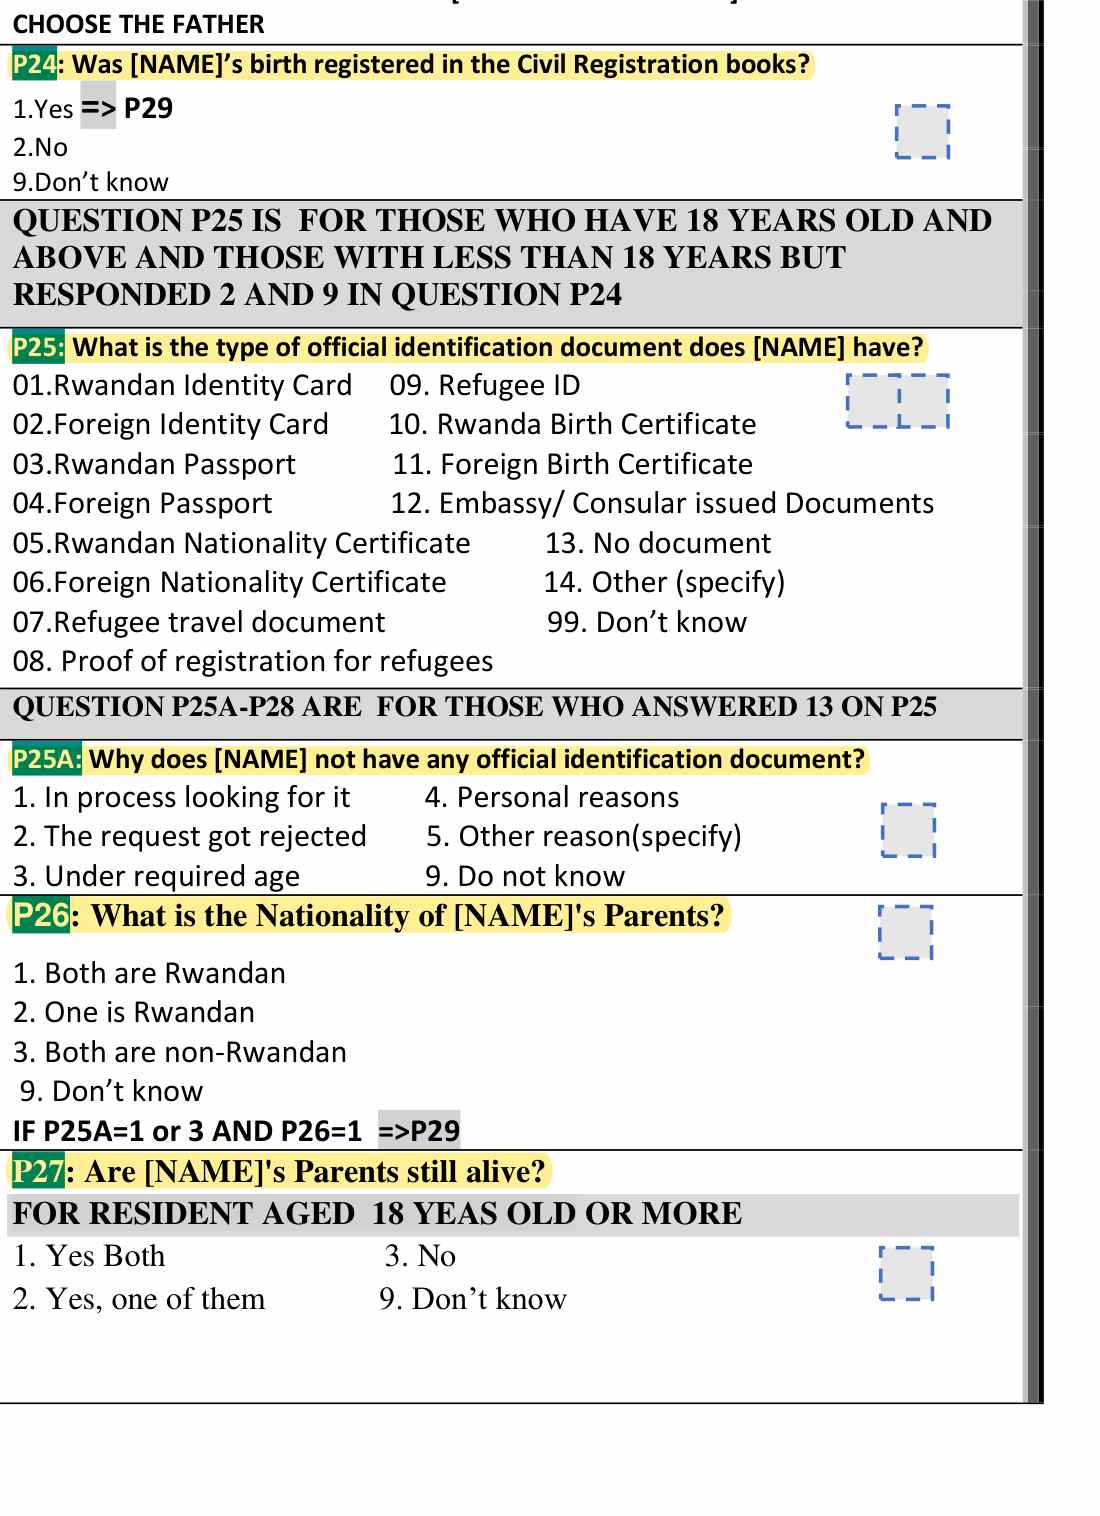 CHOOSE THE FATHER
P24: Was [NAME]’s birth registered in the Civil Registration books?
1.Yes => P29
2.No
9.Don’t know
QUESTION P25 IS  FOR THOSE WHO HAVE 18 YEARS OLD AND
ABOVE AND THOSE WITH LESS THAN 18 YEARS BUT
RESPONDED 2 AND 9 IN QUESTION P24
P25: What is the type of official identification document does [NAME] have?
01.Rwandan Identity Card 09. Refugee ID
02.Foreign Identity Card 10. Rwanda Birth Certificate
03.Rwandan Passport 11. Foreign Birth Certificate
04.Foreign Passport 12. Embassy/ Consular issued Documents
05.Rwandan Nationality Certificate 13. No document
06.Foreign Nationality Certificate 14. Other (specify)
07.Refugee travel document 99. Don’t know
08. Proof of registration for refugees
QUESTION P25A-P28 ARE  FOR THOSE WHO ANSWERED 13 ON P25
P25A: Why does [NAME] not have any official identification document?
1. In process looking for it 4. Personal reasons
2. The request got rejected 5. Other reason(specify)
3. Under required age 9. Do not know
P26: What is the Nationality of [NAME]'s Parents?
1. Both are Rwandan
2. One is Rwandan
3. Both are non-Rwandan
9. Don’t know
IF P25A=1 or 3 AND P26=1  =>P29
P27: Are [NAME]'s Parents still alive?
FOR RESIDENT AGED  18 YEAS OLD OR MORE
1. Yes Both 3. No
2. Yes, one of them 9. Don’t know